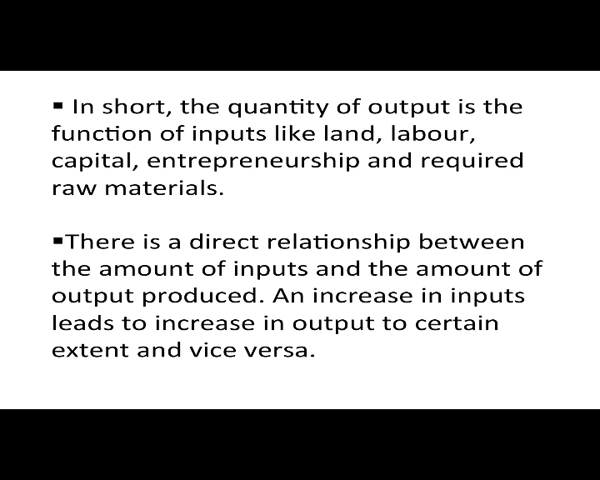 ▪ In short, the quantity of output is the
function of inputs like land, labour,
capital, entrepreneurship and required
raw materials.
▪There is a direct relationship between
the amount of inputs and the amount of
output produced. An increase in inputs
leads to increase in output to certain
extent and vice versa.